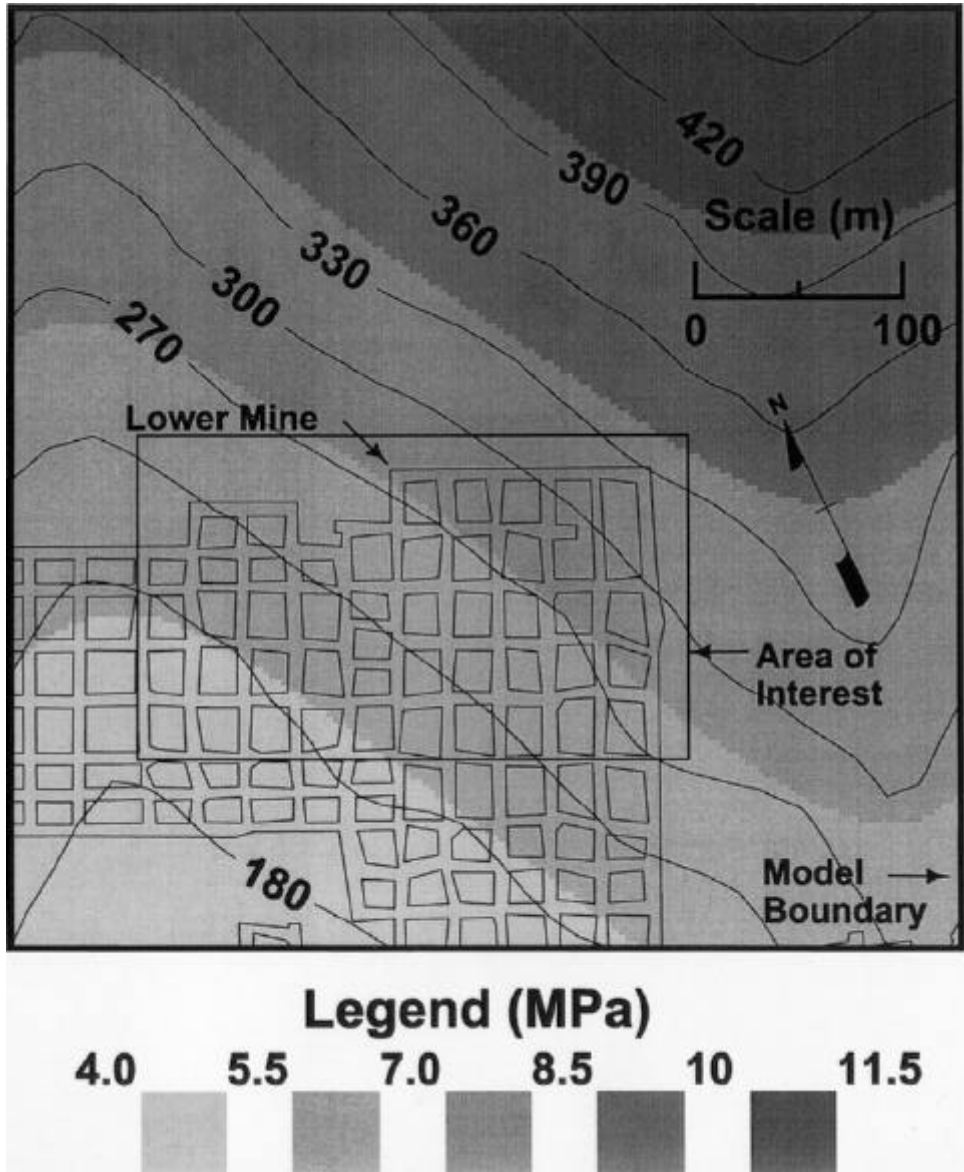 420
390
360
330
300
270
Scale (m)
0 100
N
Lower Mine
Area of
Interest
180
Model
Boundary
Legend (MPa)
4.0 5.5 7.0 8.5 10 11.5